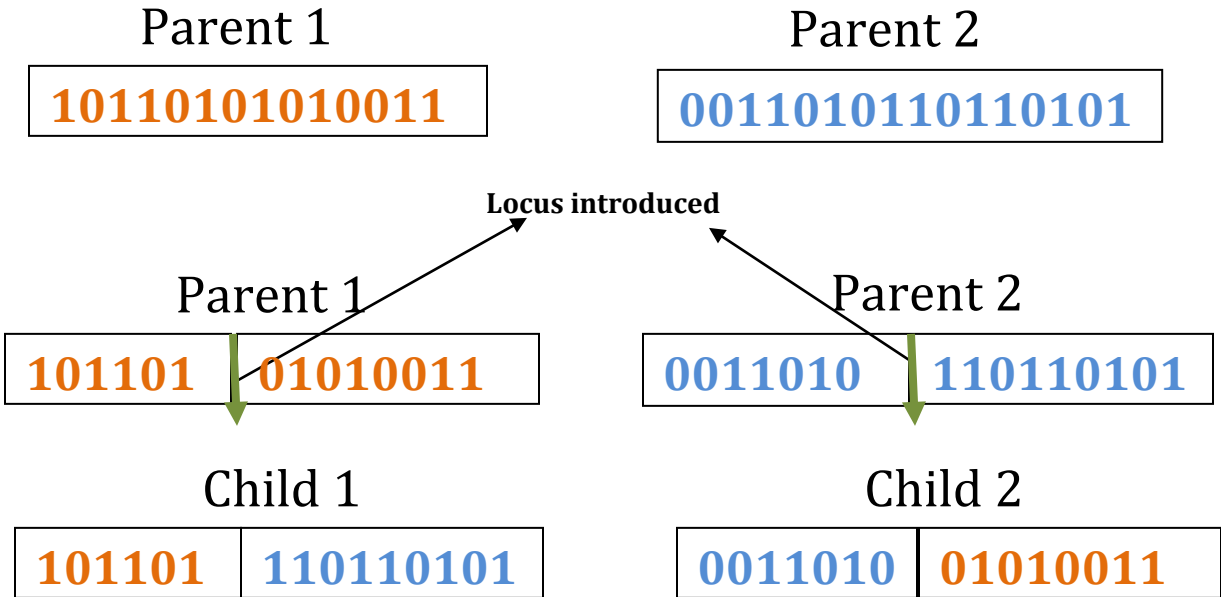 Parent 1
Parent 2
10110101010011
0011010110110101
Locus introduced
Parent 1
Parent 2
101101 01010011
0011010 110110101
Child 1
Child 2
101101 110110101
0011010 01010011